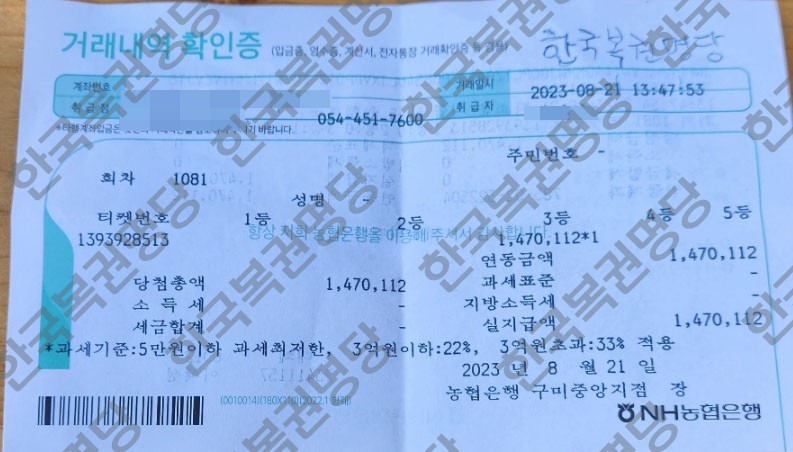 거래내역 확인증 (입금증, 영수증, 계산서, 전자통장 거래확인증 등 겸용)
한국복권명당
계좌번호
거래일시 2023-08-21 13:47:53
취급점 054-451-7600 취급자
주민번호 -
회차 1081
성명 -
티켓번호 1등 2등 3등 4등 5등
항상 저희 농협은행을 이용해 주셔서 감사합니다
1393928513 1,470,112*1
연동금액 1,470,112
당첨총액 1,470,112 과세표준 -
소득세 - 지방소득세 -
세금합계 - 실지급액 1,470,112
*과세기준:5만원이하 과세최저한, 3억원이하:22%, 3억원초과:33% 적용
2023 년 8 월 21 일
농협은행 구미중앙지점 장
NH농협은행
한국복권명당